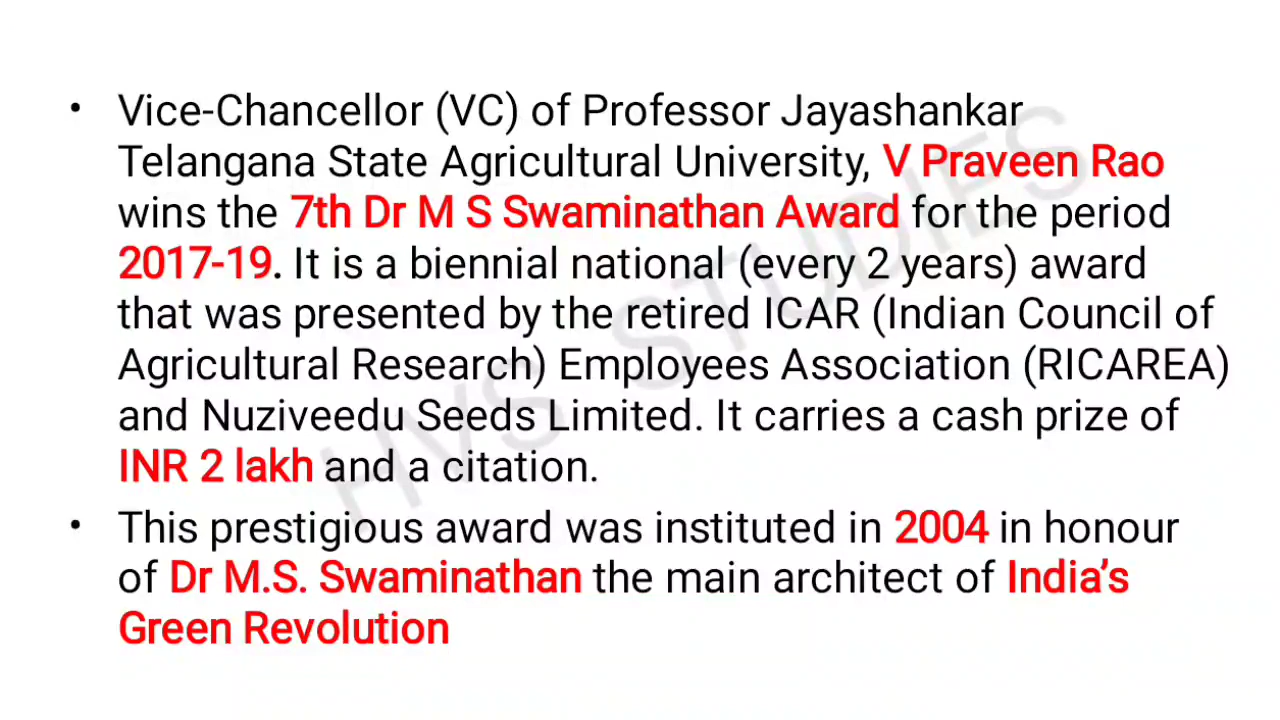 • Vice-Chancellor (VC) of Professor Jayashankar
Telangana State Agricultural University, V Praveen Rao
wins the 7th Dr M S Swaminathan Award for the period
2017-19. It is a biennial national (every 2 years) award
that was presented by the retired ICAR (Indian Council of
Agricultural Research) Employees Association (RICAREA)
and Nuziveedu Seeds Limited. It carries a cash prize of
INR 2 lakh and a citation.
• This prestigious award was instituted in 2004 in honour
of Dr M.S. Swaminathan the main architect of India’s
Green Revolution
HVS STUDIES